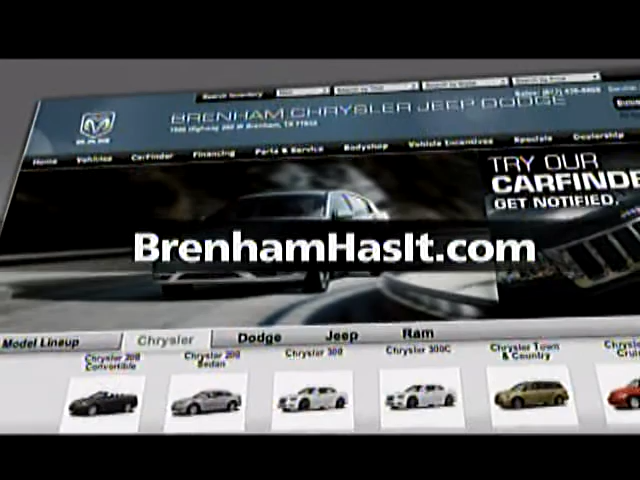 Search Inventory
BRENHAM CHRYSLER JEEP DODGE
Home Vehicles CarFinder Financing Parts & Service Bodyshop Vehicle Incentives Specials Dealership
TRY OUR
CARFINDE
GET NOTIFIED.
BrenhamHasIt.com
Model Lineup Chrysler Dodge Jeep Ram
Chrysler 200
Convertible
Chrysler 200
Sedan
Chrysler 300
Chrysler 300C
Chrysler Town
& Country